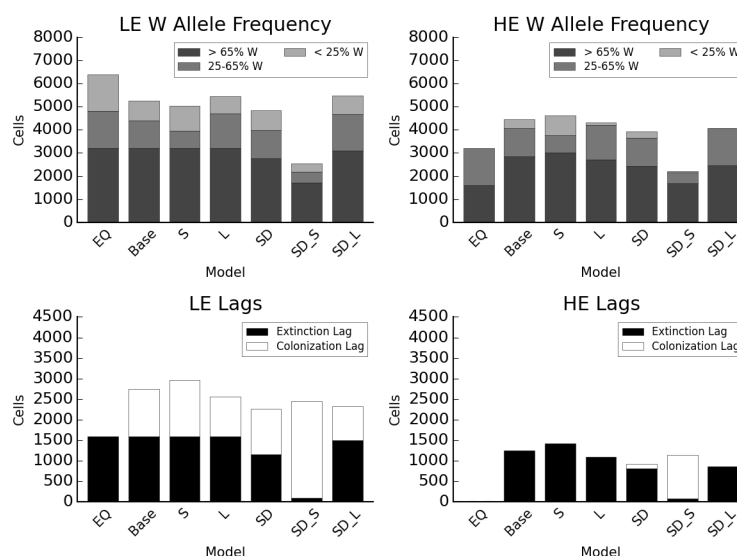 LE W Allele Frequency
8000
7000
6000
5000
4000
3000
2000
1000
0
Cells
> 65% W
< 25% W
25-65% W
EQ
Base
S
L
SD
SD_S
SD_L
Model
HE W Allele Frequency
8000
7000
6000
5000
4000
3000
2000
1000
0
Cells
> 65% W
< 25% W
25-65% W
EQ
Base
S
L
SD
SD_S
SD_L
Model
LE Lags
4500
4000
3500
3000
2500
2000
1500
1000
500
0
Cells
Extinction Lag
Colonization Lag
EQ
Base
S
L
SD
SD_S
SD_L
Model
HE Lags
4500
4000
3500
3000
2500
2000
1500
1000
500
0
Cells
Extinction Lag
Colonization Lag
EQ
Base
S
L
SD
SD_S
SD_L
Model